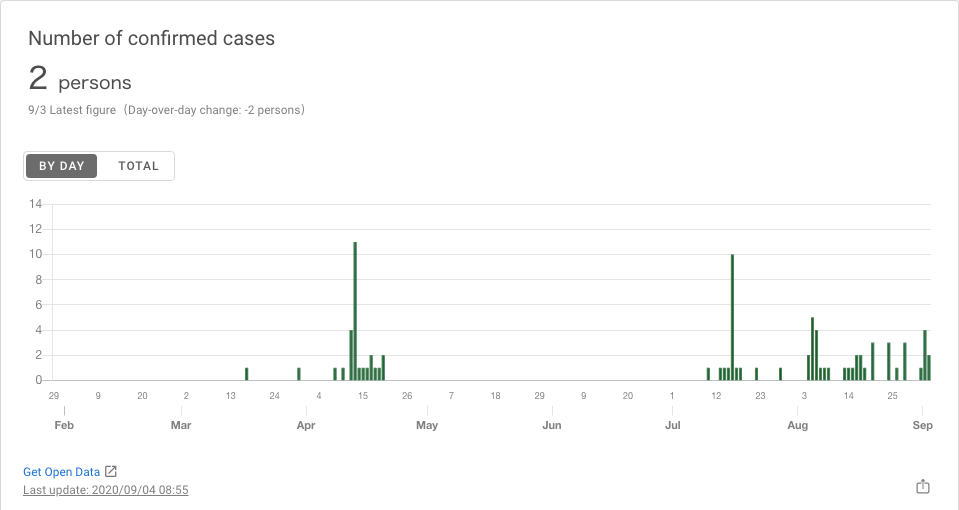 Number of confirmed cases
2 persons
9/3 Latest figure（Day-over-day change: -2 persons）
BY DAY TOTAL
14
12
10
8
6
4
2
0
29 9 20 2 13 24 4 15 26 7 18 29 9 20 1 12 23 3 14 25
Feb Mar Apr May Jun Jul Aug Sep
Get Open Data
Last update: 2020/09/04 08:55